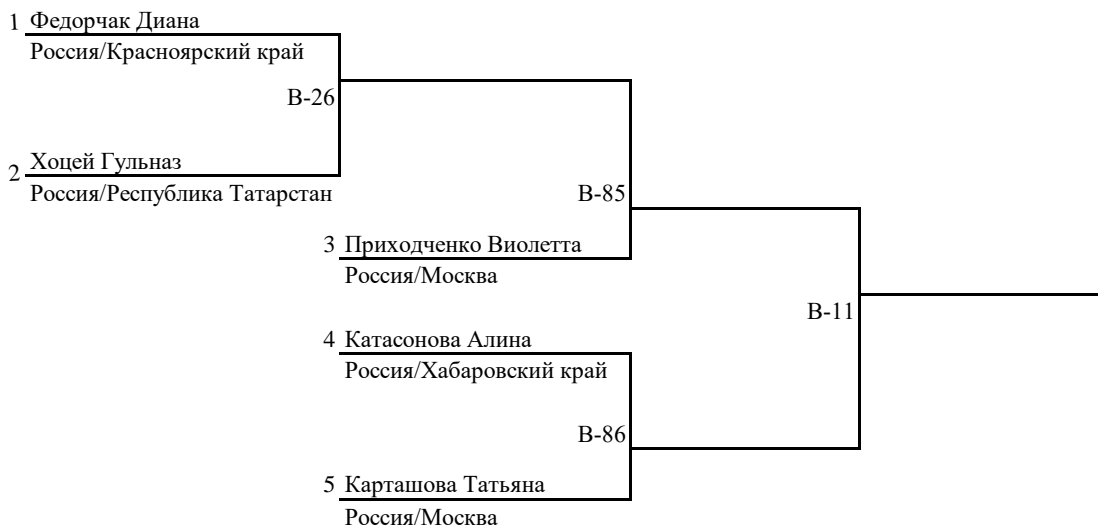 1 Федорчак Диана
Россия/Красноярский край
B-26
2 Хоцей Гульназ
Россия/Республика Татарстан
B-85
3 Приходченко Виолетта
Россия/Москва
B-11
4 Катасонова Алина
Россия/Хабаровский край
B-86
5 Карташова Татьяна
Россия/Москва